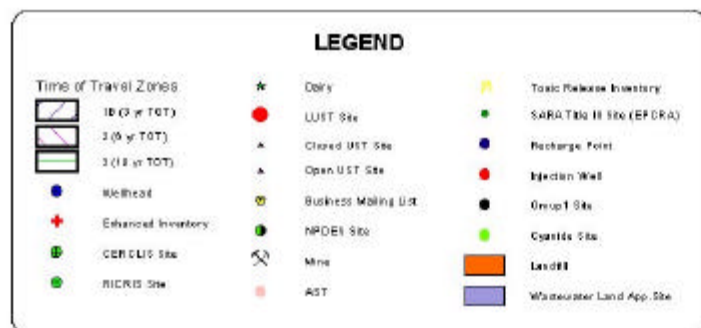 LEGEND
Time of Travel Zones
1B (3 yr TOT)
2 (6 yr TOT)
3 (10 yr TOT)
Wellhead
Enhanced Inventory
CERCLIS Site
RICRIS Site
Dairy
LUST Site
Closed UST Site
Open UST Site
Business Mailing List
NPDES Site
Mine
AST
Toxic Release Inventory
SARA Title III Site (EPCRA)
Recharge Point
Injection Well
Group1 Site
Cyanide Site
Landfill
Wastewater Land App.Site